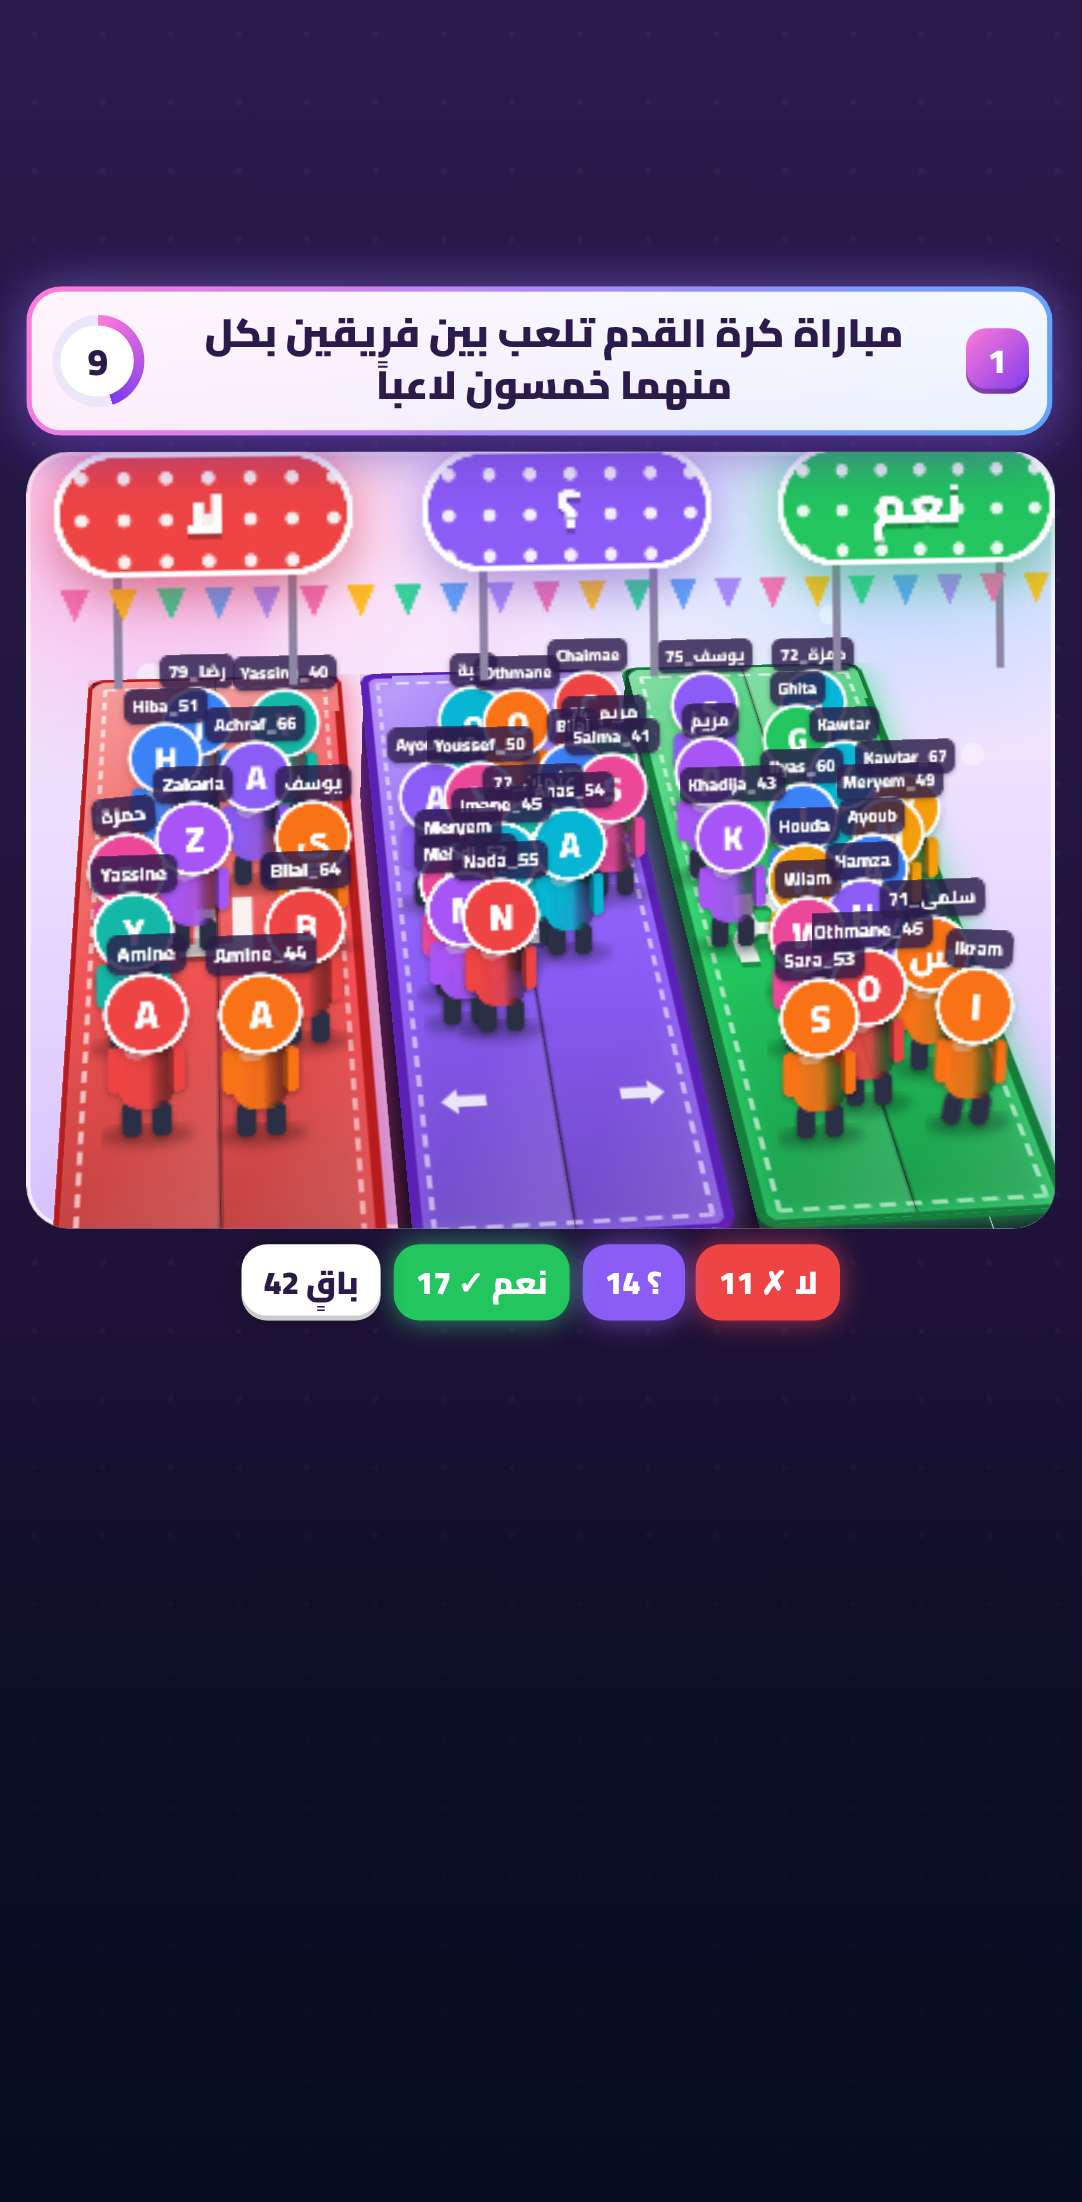 1
مباراة كرة القدم تلعب بين فريقين بكل
منهما خمسون لاعباً
9
نعم
؟
لا
رضا_79
Yassin_40
Hiba_51
Achraf_66
Zakaria
يوسف
حمزة
Yassine
Bilal_64
Amine
Amine_44
Othmane
Chaimae
مريم
Youssef_50
Salma_41
Imane_45
Meryem
Nada_55
يوسف_75
حمزة_72
Ghita
مريم
Kawtar
Kawtar_67
Khadija_43
Meryem_49
Houda
Ayoub
Hamza
Wiam
سلمى_71
Othmane_46
Sara_53
Ikram
H
A
Z
Y
B
A
A
O
A
S
A
N
G
K
H
W
O
S
I
لا ✗ 11
؟ 14
نعم ✓ 17
باقٍ 42